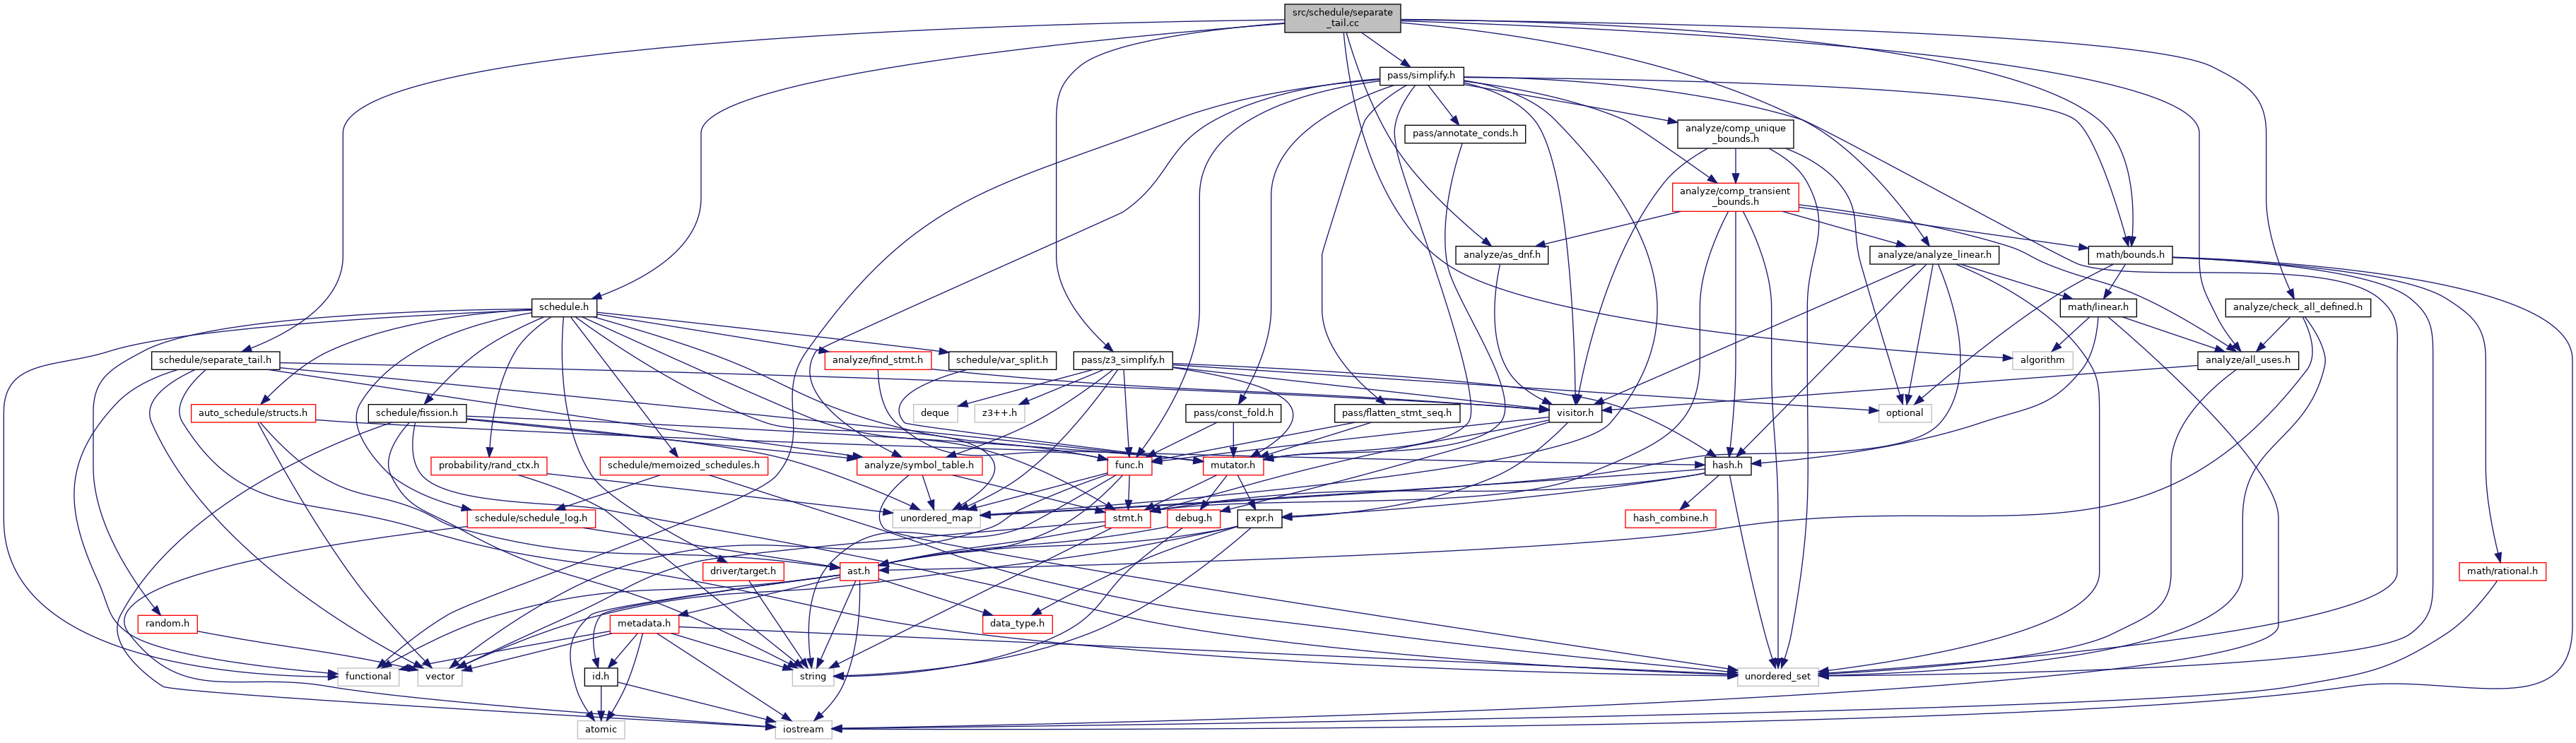 src/schedule/separate
_tail.cc
pass/simplify.h
pass/annotate_conds.h
analyze/comp_unique
_bounds.h
analyze/comp_transient
_bounds.h
analyze/as_dnf.h
analyze/analyze_linear.h
math/bounds.h
schedule.h
math/linear.h
analyze/check_all_defined.h
schedule/separate_tail.h
analyze/find_stmt.h
schedule/var_split.h
pass/z3_simplify.h
algorithm
analyze/all_uses.h
auto_schedule/structs.h
schedule/fission.h
deque
z3++.h
pass/const_fold.h
pass/flatten_stmt_seq.h
visitor.h
optional
probability/rand_ctx.h
schedule/memoized_schedules.h
analyze/symbol_table.h
func.h
mutator.h
hash.h
schedule/schedule_log.h
unordered_map
stmt.h
debug.h
expr.h
hash_combine.h
driver/target.h
ast.h
math/rational.h
random.h
metadata.h
data_type.h
functional
vector
id.h
string
unordered_set
atomic
iostream